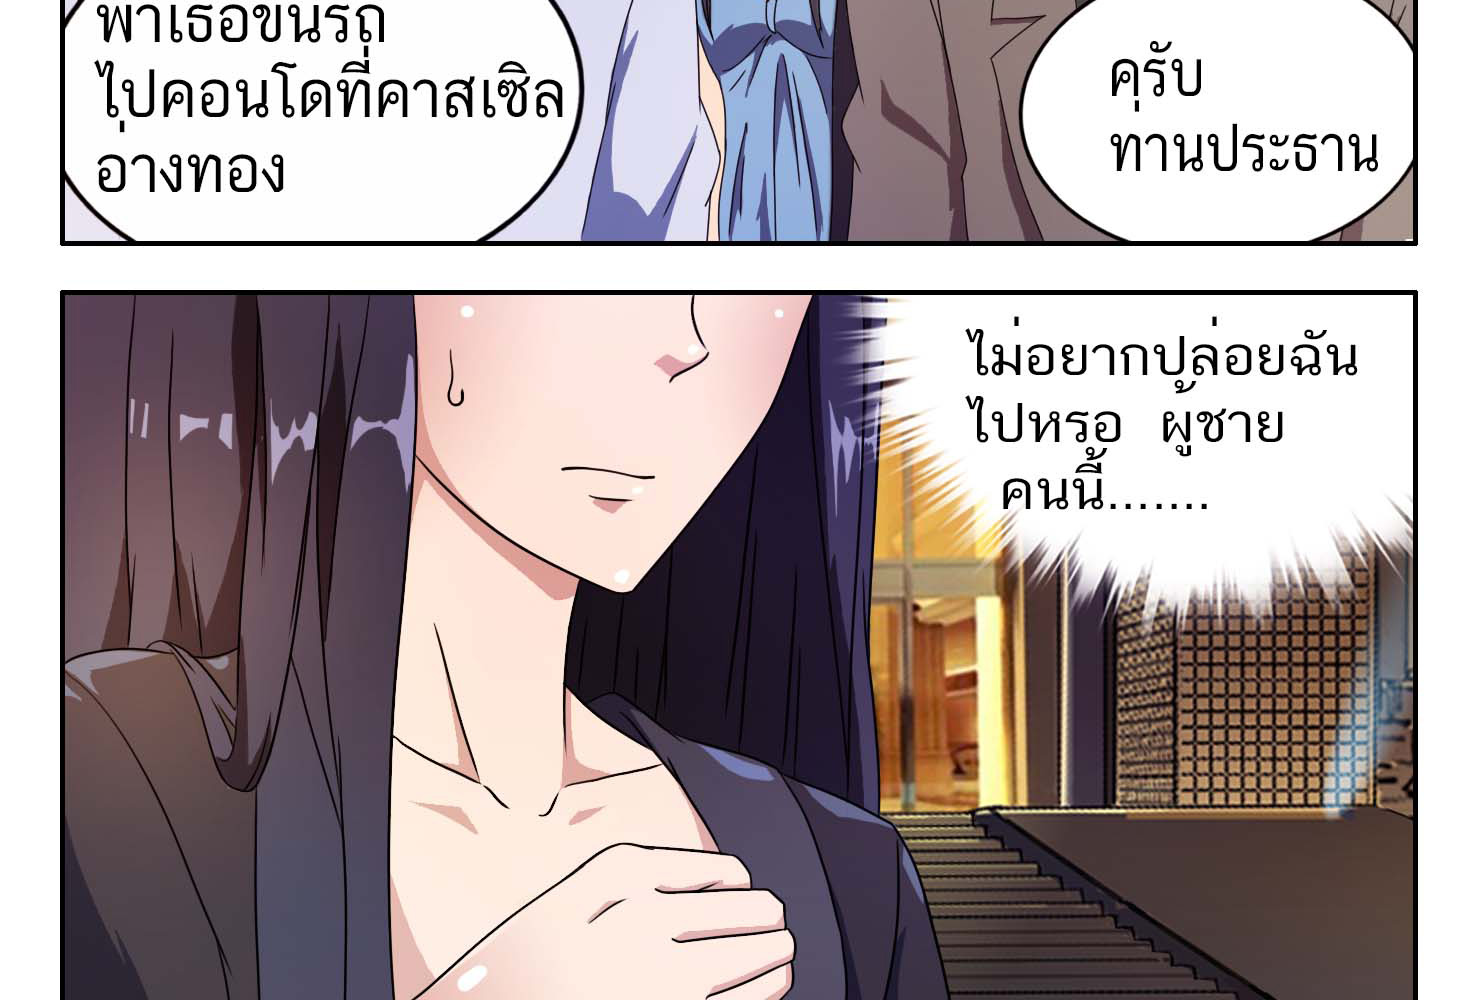 พาเธอขึ้นรถ
ไปคอนโดที่คาสเซิล
อ่างทอง
ครับ
ท่านประธาน
ไม่อยากปล่อยฉัน
ไปหรอ ผู้ชาย
คนนี้.......